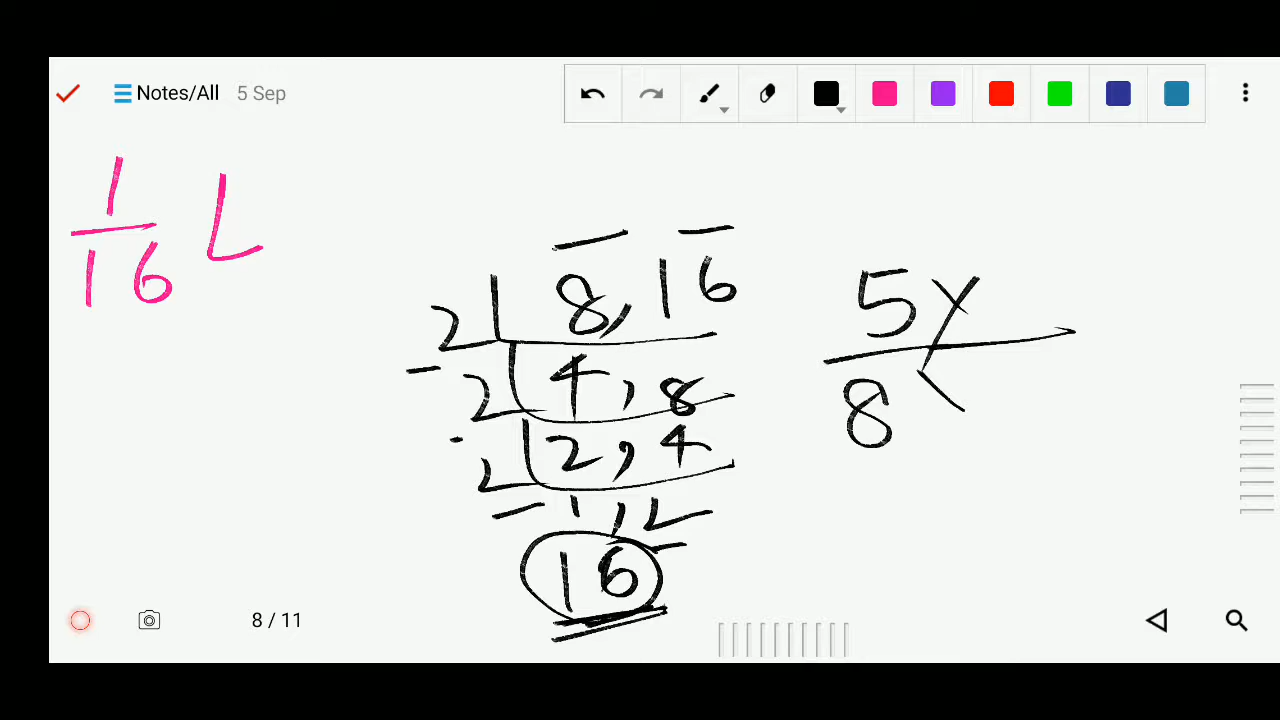 Notes/All 5 Sep
1
16 L
2 8, 16
2 4, 8
2 2, 4
1, 2
16
5 ×
8 ×
8 / 11